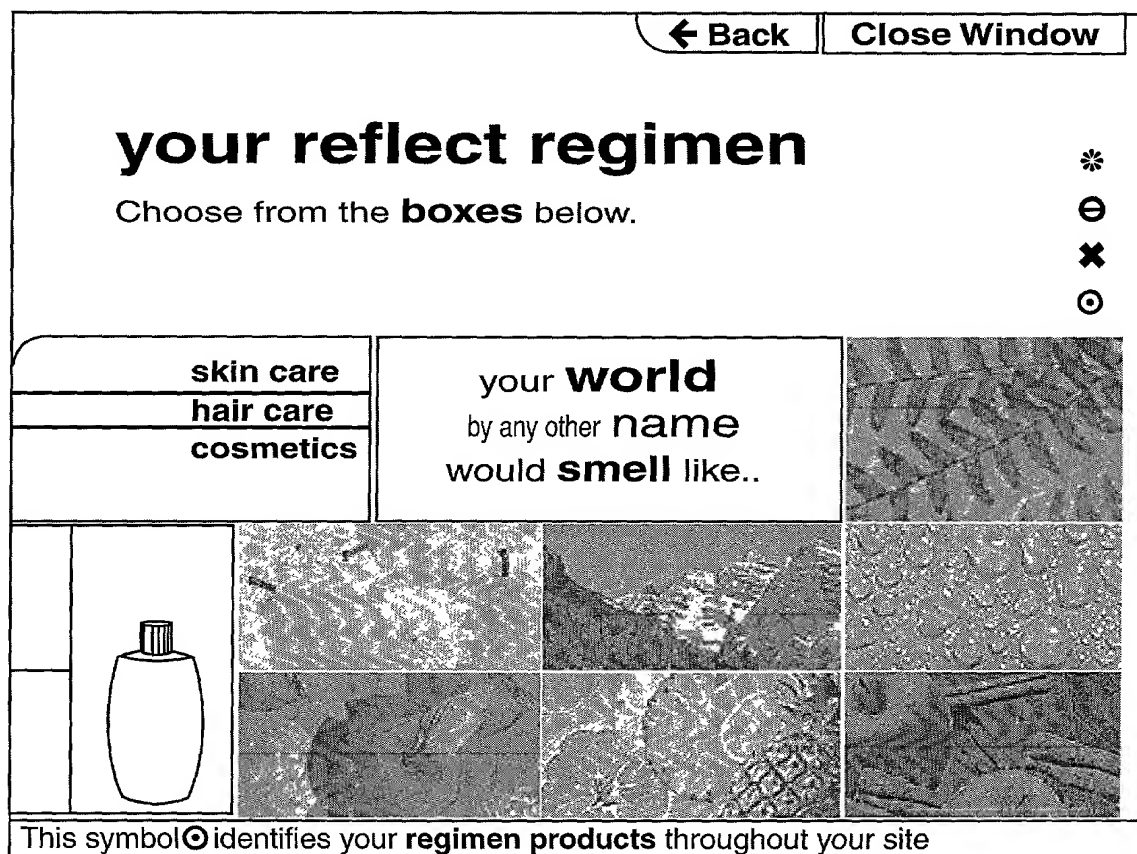 ← Back Close Window
your reflect regimen
Choose from the boxes below.
skin care
hair care
cosmetics
your world
by any other name
would smell like..
This symbol⊙identifies your regimen products throughout your site